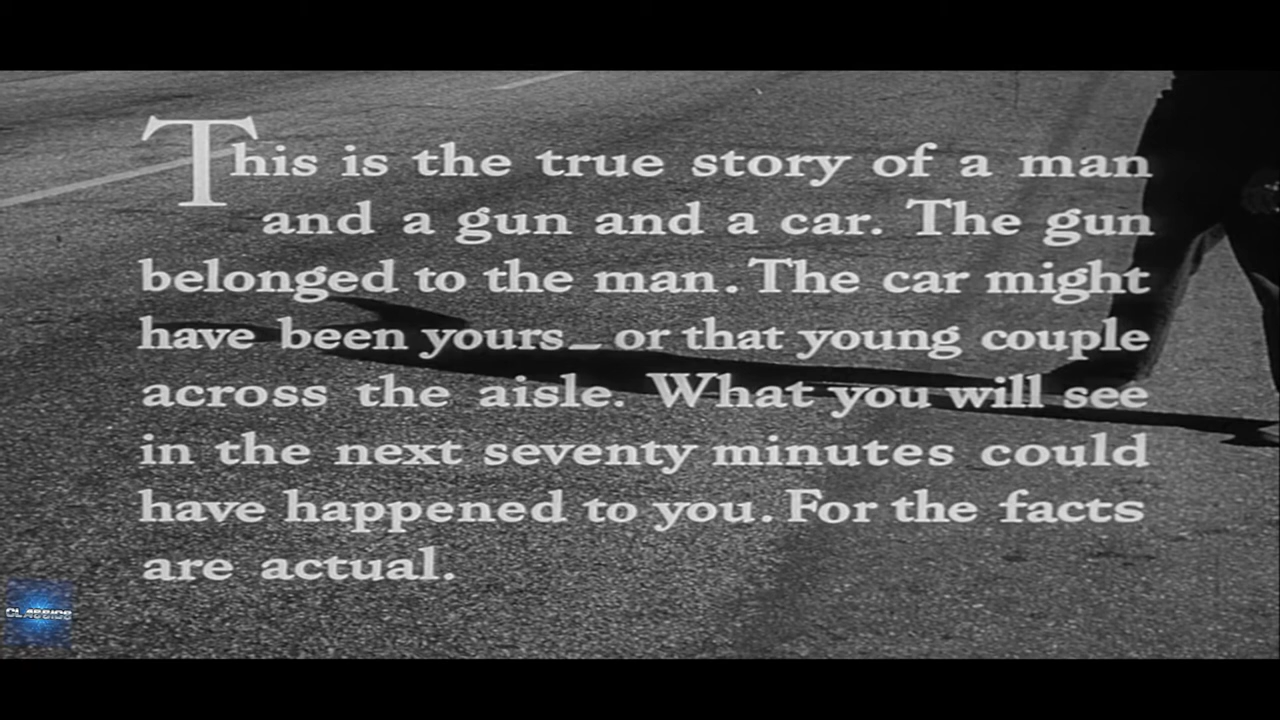 This is the true story of a man
and a gun and a car. The gun
belonged to the man. The car might
have been yours_ or that young couple
across the aisle. What you will see
in the next seventy minutes could
have happened to you. For the facts
are actual.
CLASSICS